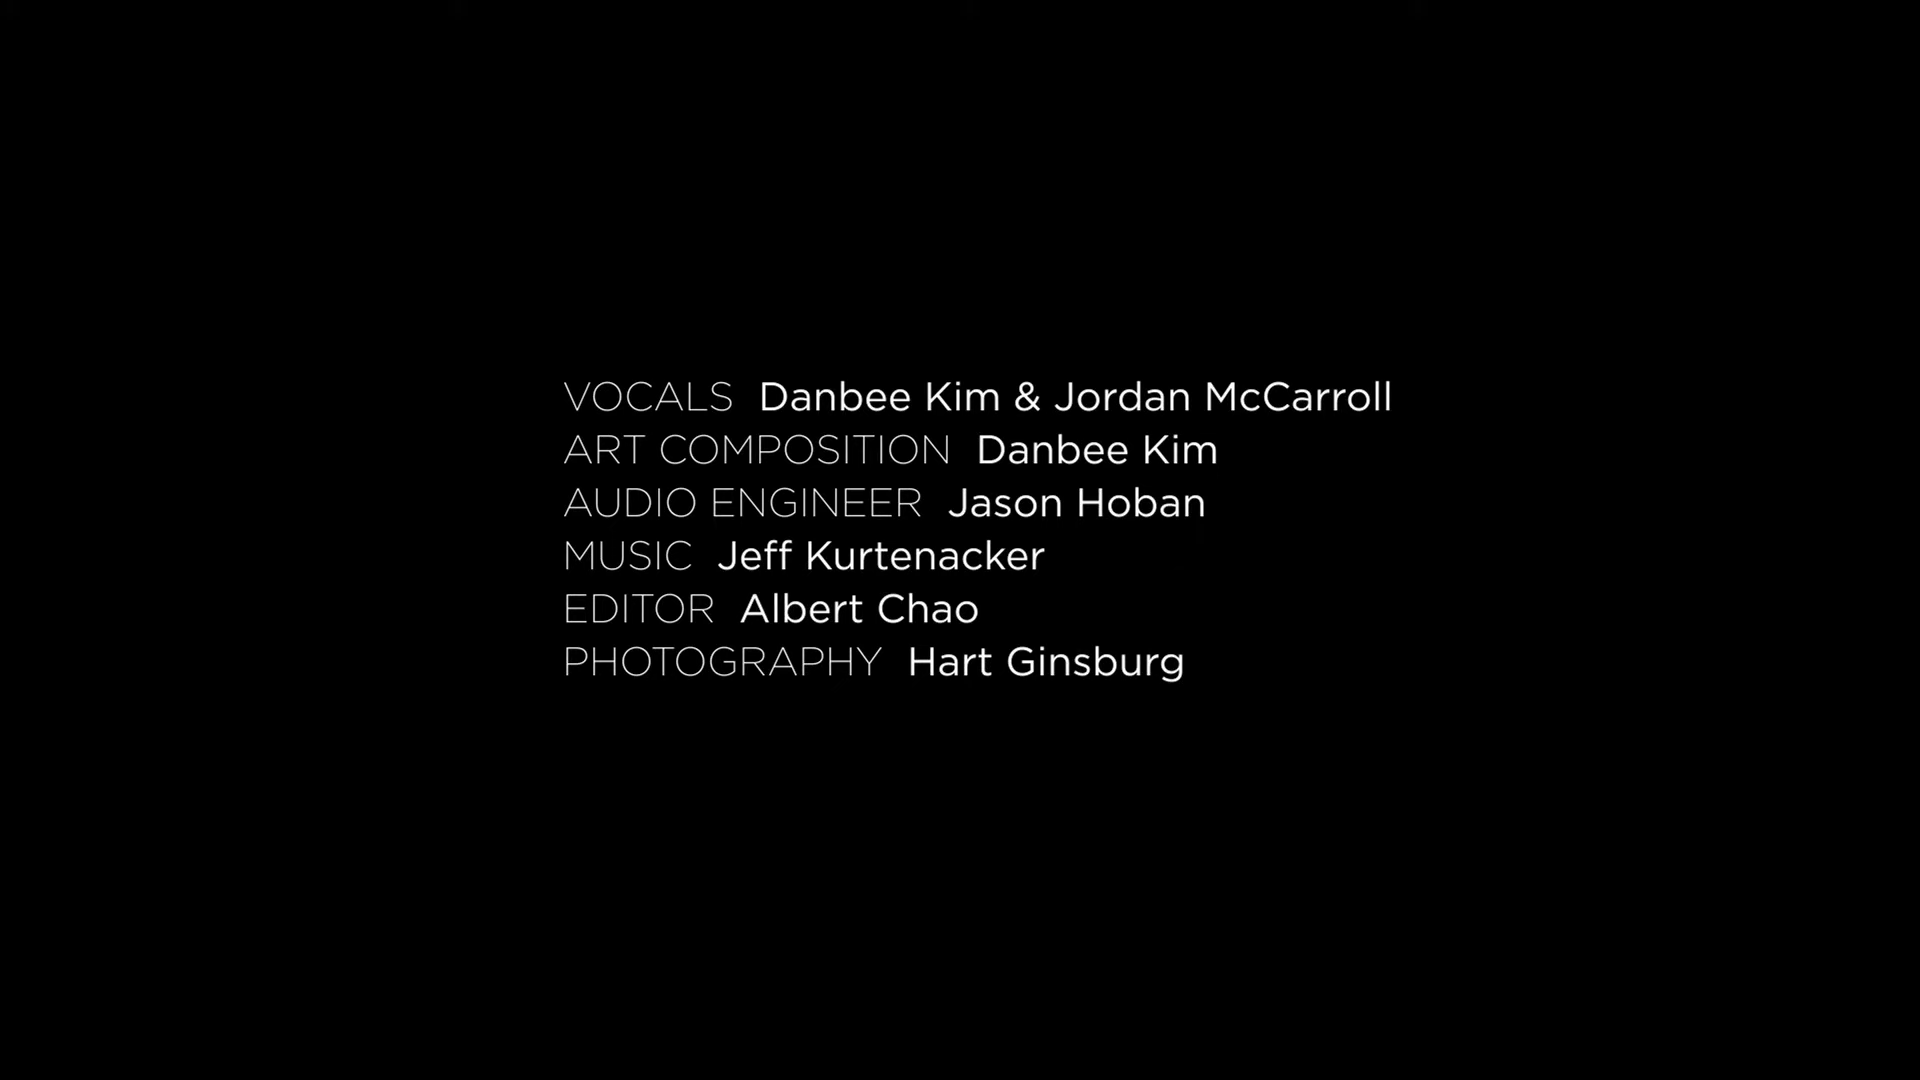 VOCALS Danbee Kim & Jordan McCarroll
ART COMPOSITION Danbee Kim
AUDIO ENGINEER Jason Hoban
MUSIC Jeff Kurtenacker
EDITOR Albert Chao
PHOTOGRAPHY Hart Ginsburg